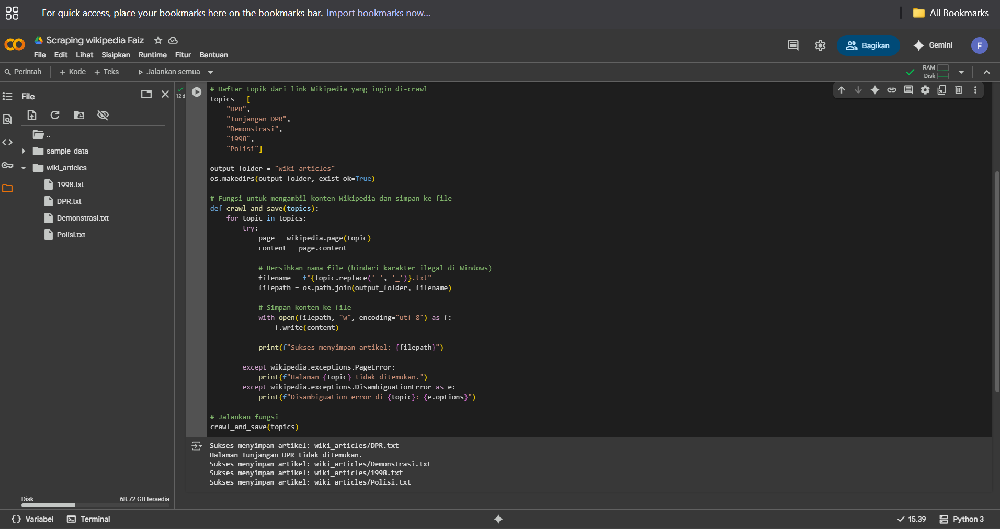 For quick access, place your bookmarks here on the bookmarks bar. Import bookmarks now...
All Bookmarks
Scraping wikipedia Faiz
File Edit Lihat Sisipkan Runtime Fitur Bantuan
Bagikan
Gemini
F
Perintah
+ Kode + Teks
Jalankan semua
RAM
Disk
File
..
sample_data
wiki_articles
1998.txt
DPR.txt
Demonstrasi.txt
Polisi.txt
Disk
68.72 GB tersedia
12 d
# Daftar topik dari link Wikipedia yang ingin di-crawl
topics = [
    "DPR",
    "Tunjangan DPR",
    "Demonstrasi",
    "1998",
    "Polisi"]
output_folder = "wiki_articles"
os.makedirs(output_folder, exist_ok=True)
# Fungsi untuk mengambil konten Wikipedia dan simpan ke file
def crawl_and_save(topics):
    for topic in topics:
        try:
            page = wikipedia.page(topic)
            content = page.content
            # Bersihkan nama file (hindari karakter ilegal di Windows)
            filename = f"{topic.replace(' ', '_')}.txt"
            filepath = os.path.join(output_folder, filename)
            # Simpan konten ke file
            with open(filepath, "w", encoding="utf-8") as f:
                f.write(content)
            print(f"Sukses menyimpan artikel: {filepath}")
        except wikipedia.exceptions.PageError:
            print(f"Halaman {topic} tidak ditemukan.")
        except wikipedia.exceptions.DisambiguationError as e:
            print(f"Disambiguation error di {topic}: {e.options}")
# Jalankan fungsi
crawl_and_save(topics)
Sukses menyimpan artikel: wiki_articles/DPR.txt
Halaman Tunjangan DPR tidak ditemukan.
Sukses menyimpan artikel: wiki_articles/Demonstrasi.txt
Sukses menyimpan artikel: wiki_articles/1998.txt
Sukses menyimpan artikel: wiki_articles/Polisi.txt
Variabel
Terminal
15.39
Python 3